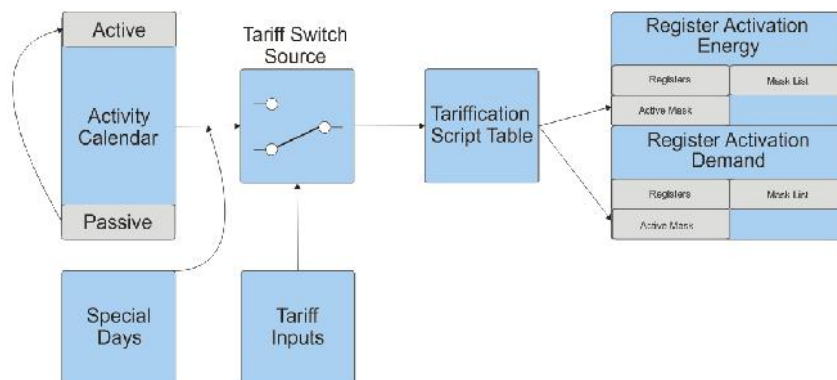 Active
Activity
Calendar
Passive
Special
Days
Tariff Switch
Source
Tariff
Inputs
Tariffication
Script Table
Register Activation
Energy
Registers
Mask List
Active Mask
Register Activation
Demand
Registers
Mask List
Active Mask